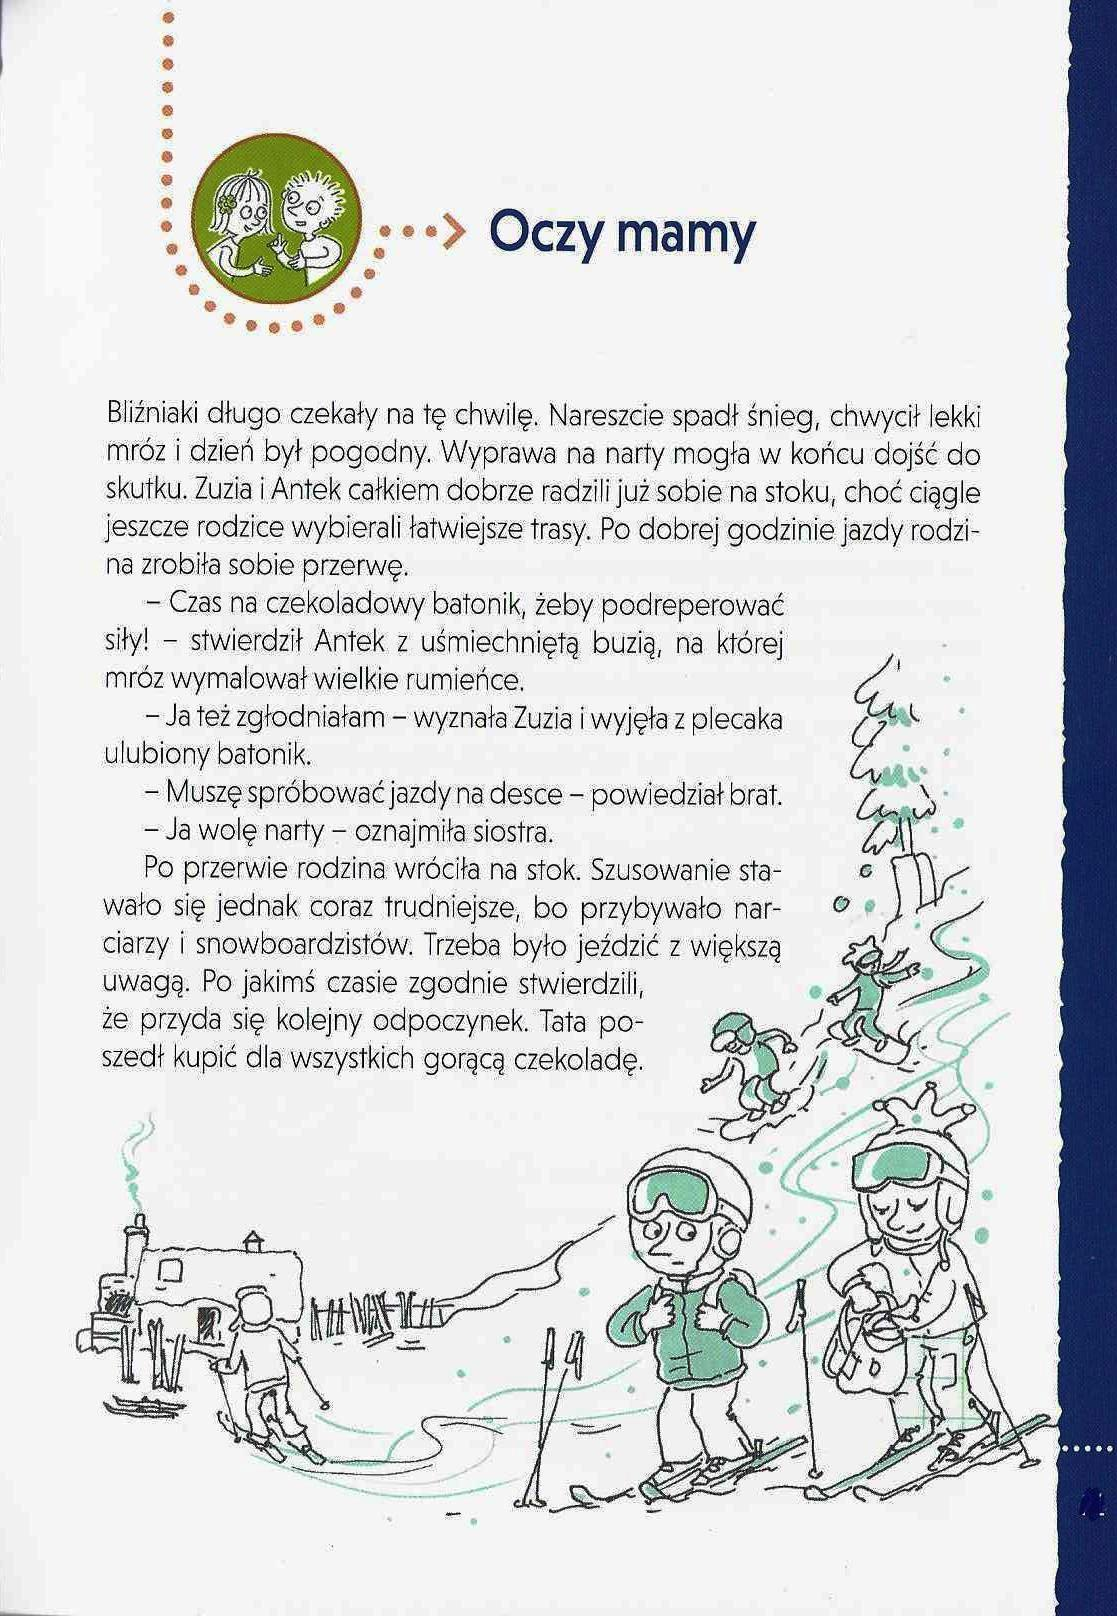 Oczy mamy
Bliźniaki długo czekały na tę chwilę. Nareszcie spadł śnieg, chwycił lekki
mróz i dzień był pogodny. Wyprawa na narty mogła w końcu dojść do
skutku. Zuzia i Antek całkiem dobrze radzili już sobie na stoku, choć ciągle
jeszcze rodzice wybierali łatwiejsze trasy. Po dobrej godzinie jazdy rodzi-
na zrobiła sobie przerwę.
– Czas na czekoladowy batonik, żeby podreperować
siły! – stwierdził Antek z uśmiechniętą buzią, na której
mróz wymalował wielkie rumieńce.
– Ja też zgłodniałam – wyznała Zuzia i wyjęła z plecaka
ulubiony batonik.
– Muszę spróbować jazdy na desce – powiedział brat.
– Ja wolę narty – oznajmiła siostra.
Po przerwie rodzina wróciła na stok. Szusowanie sta-
wało się jednak coraz trudniejsze, bo przybywało nar-
ciarzy i snowboardzistów. Trzeba było jeździć z większą
uwagą. Po jakimś czasie zgodnie stwierdzili,
że przyda się kolejny odpoczynek. Tata po-
szedł kupić dla wszystkich gorącą czekoladę.